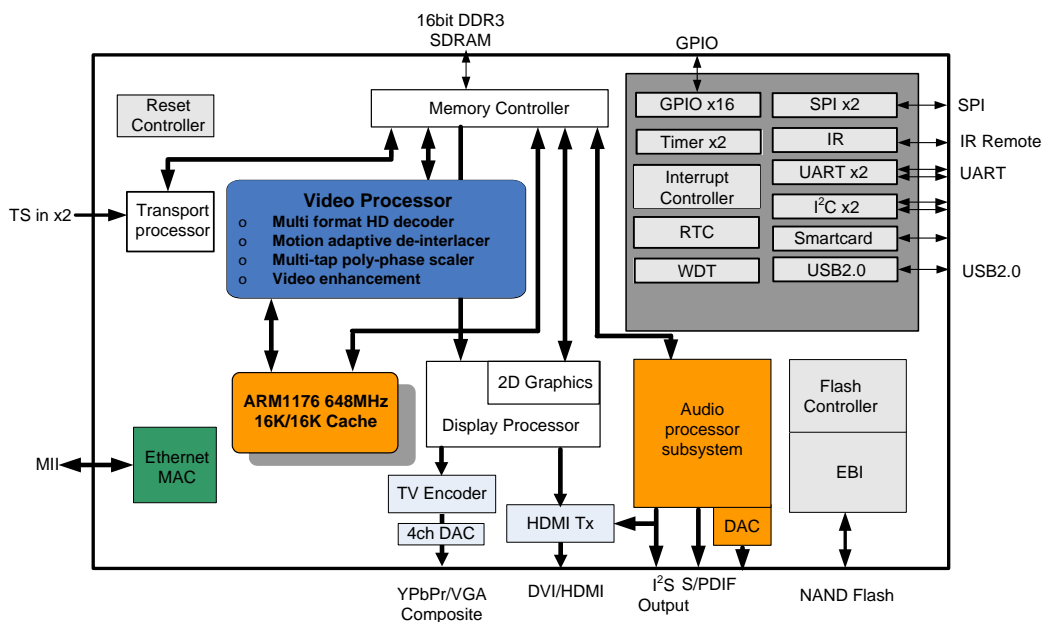 16bit DDR3
SDRAM
GPIO
Reset
Controller
Memory Controller
GPIO x16
SPI x2
SPI
Timer x2
IR
IR Remote
Interrupt
Controller
UART x2
UART
I²C x2
RTC
Smartcard
WDT
USB2.0
USB2.0
TS in x2
Transport
processor
Video Processor
o Multi format HD decoder
o Motion adaptive de-interlacer
o Multi-tap poly-phase scaler
o Video enhancement
ARM1176 648MHz
16K/16K Cache
2D Graphics
Display Processor
Audio
processor
subsystem
DAC
Flash
Controller
EBI
MII
Ethernet
MAC
TV Encoder
4ch DAC
HDMI Tx
YPbPr/VGA
Composite
DVI/HDMI
I²S S/PDIF
Output
NAND Flash